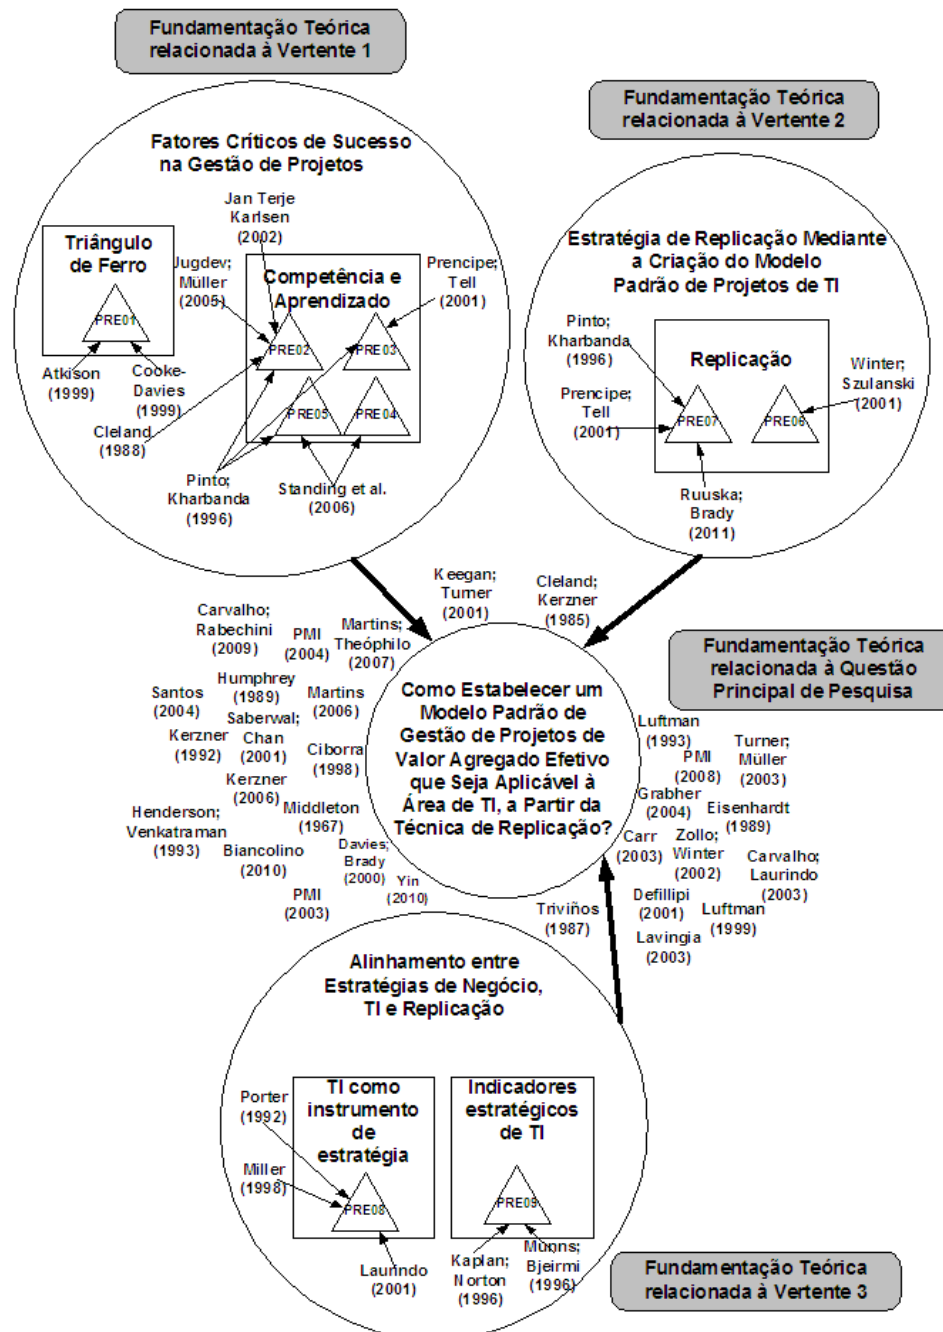 Fundamentação Teórica
relacionada à Vertente 1
Fundamentação Teórica
relacionada à Vertente 2
Fatores Críticos de Sucesso
na Gestão de Projetos
Jan Terje
Karlsen
(2002)
Triângulo
de Ferro
PRE01
Atkison
(1999)
Cooke-
Davies
(1999)
Jugdev;
Müller
(2005)
Competência e
Aprendizado
Prencipe;
Tell
(2001)
PRE02
PRE03
PRE05
PRE04
Cleland
(1988)
Pinto;
Kharbanda
(1996)
Standing et al.
(2006)
Estratégia de Replicação Mediante
a Criação do Modelo
Padrão de Projetos de TI
Pinto;
Kharbanda
(1996)
Replicação
Winter;
Szulanski
(2001)
Prencipe;
Tell
(2001)
PRE07
PRE06
Ruuska;
Brady
(2011)
Keegan;
Turner
(2001)
Cleland;
Kerzner
(1985)
Carvalho;
Rabechini
(2009)
PMI
(2004)
Martins;
Theóphilo
(2007)
Fundamentação Teórica
relacionada à Questão
Principal de Pesquisa
Humphrey
(1989)
Santos
(2004)
Martins
(2006)
Saberwal;
Chan
(2001)
Kerzner
(1992)
Ciborra
(1998)
Kerzner
(2006)
Henderson;
Venkatraman
(1993)
Middleton
(1967)
Biancolino
(2010)
Davies;
Brady
(2000)
Yin
(2010)
PMI
(2003)
Como Estabelecer um
Modelo Padrão de
Gestão de Projetos de
Valor Agregado Efetivo
que Seja Aplicável à
Área de TI, a Partir da
Técnica de Replicação?
Luftman
(1993)
PMI
(2008)
Turner;
Müller
(2003)
Grabher
(2004)
Eisenhardt
(1989)
Carr
(2003)
Zollo;
Winter
(2002)
Carvalho;
Laurindo
(2003)
Defillipi
(2001)
Luftman
(1999)
Triviños
(1987)
Lavingia
(2003)
Alinhamento entre
Estratégias de Negócio,
TI e Replicação
Porter
(1992)
TI como
instrumento
de
estratégia
Miller
(1998)
PRE08
Laurindo
(2001)
Indicadores
estratégicos
de TI
PRE09
Kaplan;
Norton
(1996)
Munns;
Bjeirmi
(1996)
Fundamentação Teórica
relacionada à Vertente 3